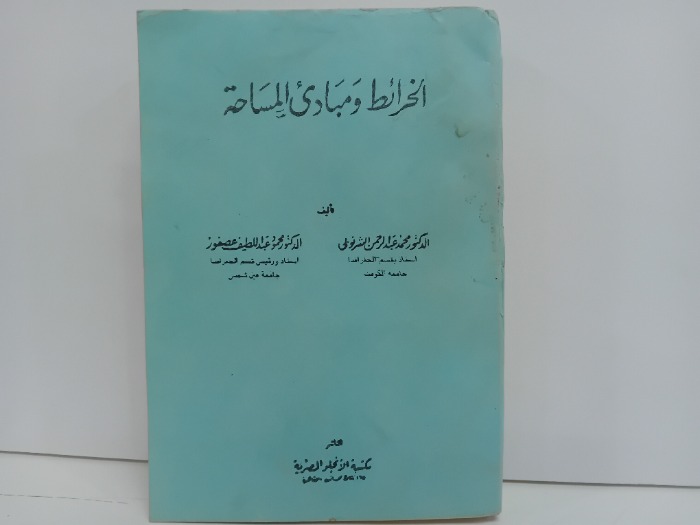 الخرائط ومبادئ المساحة
تأليف
الدكتور محمد عبد الرحمن الشرنوبى
أستاذ بقسم الجغرافيا
جامعة الكويت
الدكتور محمود عبد اللطيف عصفور
أستاذ ورئيس قسم الجغرافيا
جامعة عين شمس
الناشر
مكتبة الأنجلو المصرية